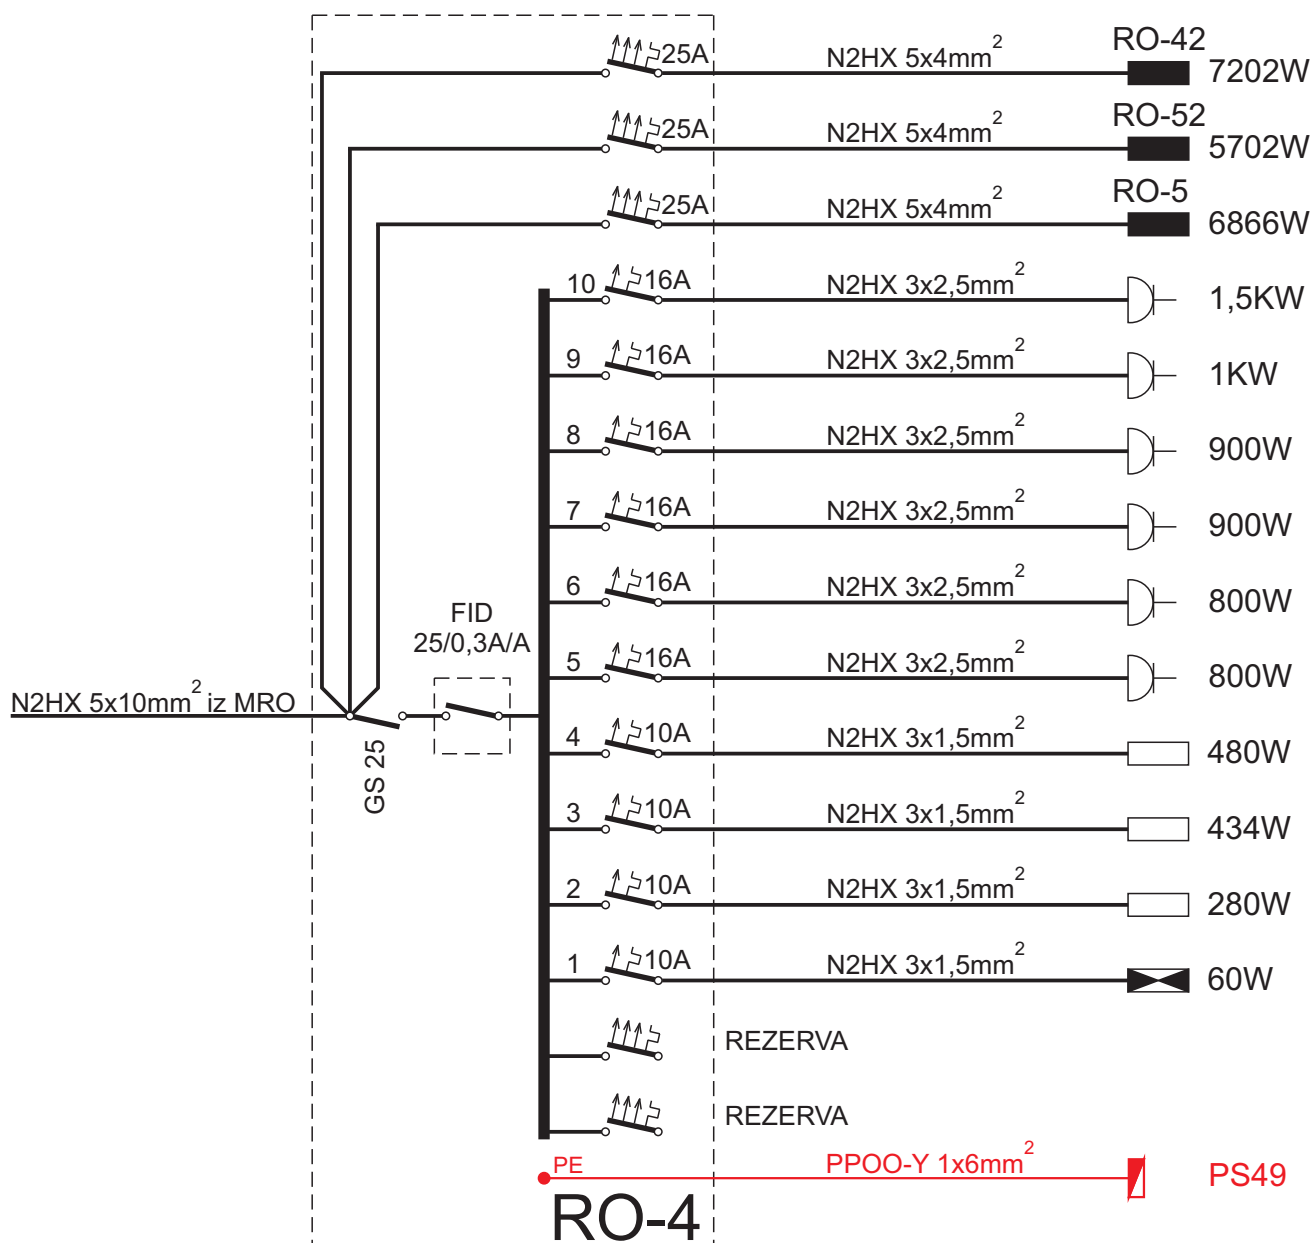 25A N2HX 5x4mm² RO-42 7202W
25A N2HX 5x4mm² RO-52 5702W
25A N2HX 5x4mm² RO-5 6866W
10 16A N2HX 3x2,5mm² 1,5KW
9 16A N2HX 3x2,5mm² 1KW
8 16A N2HX 3x2,5mm² 900W
7 16A N2HX 3x2,5mm² 900W
6 16A N2HX 3x2,5mm² 800W
FID
25/0,3A/A
5 16A N2HX 3x2,5mm² 800W
N2HX 5x10mm² iz MRO
GS 25
4 10A N2HX 3x1,5mm² 480W
3 10A N2HX 3x1,5mm² 434W
2 10A N2HX 3x1,5mm² 280W
1 10A N2HX 3x1,5mm² 60W
REZERVA
REZERVA
PE PPOO-Y 1x6mm² PS49
RO-4